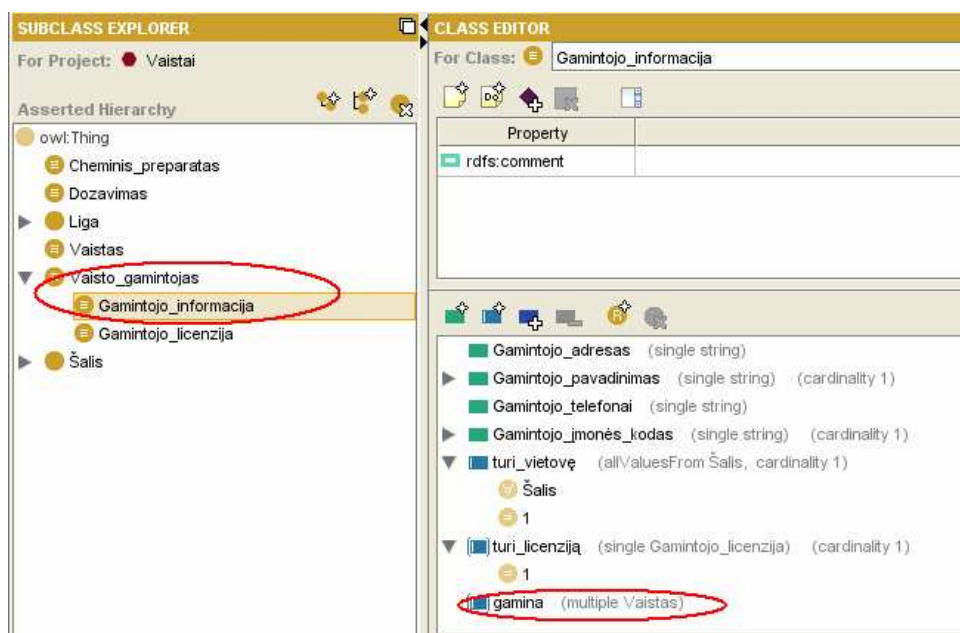 SUBCLASS EXPLORER
For Project: Vaistai
Asserted Hierarchy
owl:Thing
Cheminis_preparatas
Dozavimas
Liga
Vaistas
Vaisto_gamintojas
Gamintojo_informacija
Gamintojo_licenzija
Šalis
CLASS EDITOR
For Class: Gamintojo_informacija
Property
rdfs:comment
Gamintojo_adresas (single string)
Gamintojo_pavadinimas (single string) (cardinality 1)
Gamintojo_telefonai (single string)
Gamintojo_įmonės_kodas (single string) (cardinality 1)
turi_vietovę (allValuesFrom Šalis, cardinality 1)
Šalis
1
turi_licenziją (single Gamintojo_licenzija) (cardinality 1)
1
gamina (multiple Vaistas)